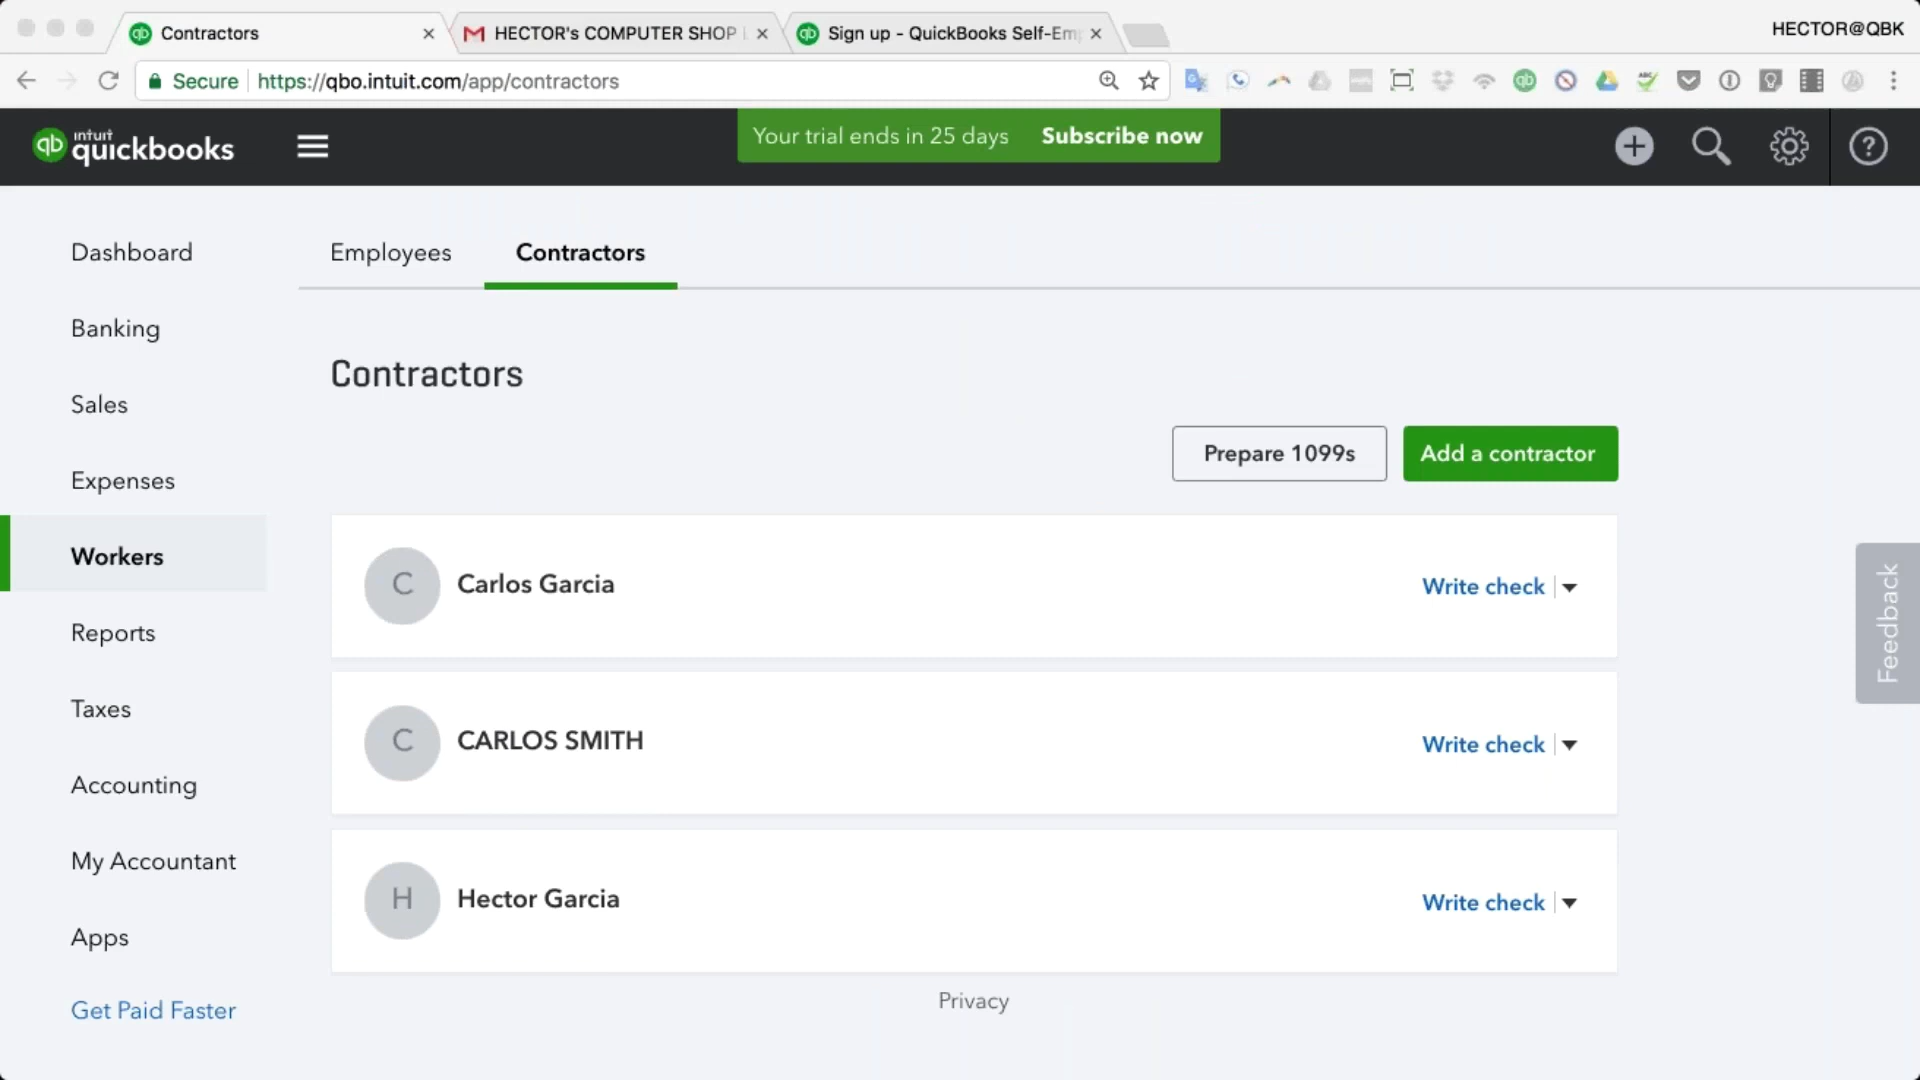 Contractors
HECTOR's COMPUTER SHOP
Sign up - QuickBooks Self-Em
HECTOR@QBK
Secure
https://qbo.intuit.com/app/contractors
intuit
quickbooks
Your trial ends in 25 days
Subscribe now
Dashboard
Banking
Sales
Expenses
Workers
Reports
Taxes
Accounting
My Accountant
Apps
Get Paid Faster
Employees
Contractors
Contractors
Prepare 1099s
Add a contractor
C
Carlos Garcia
Write check
C
CARLOS SMITH
Write check
H
Hector Garcia
Write check
Privacy
Feedback